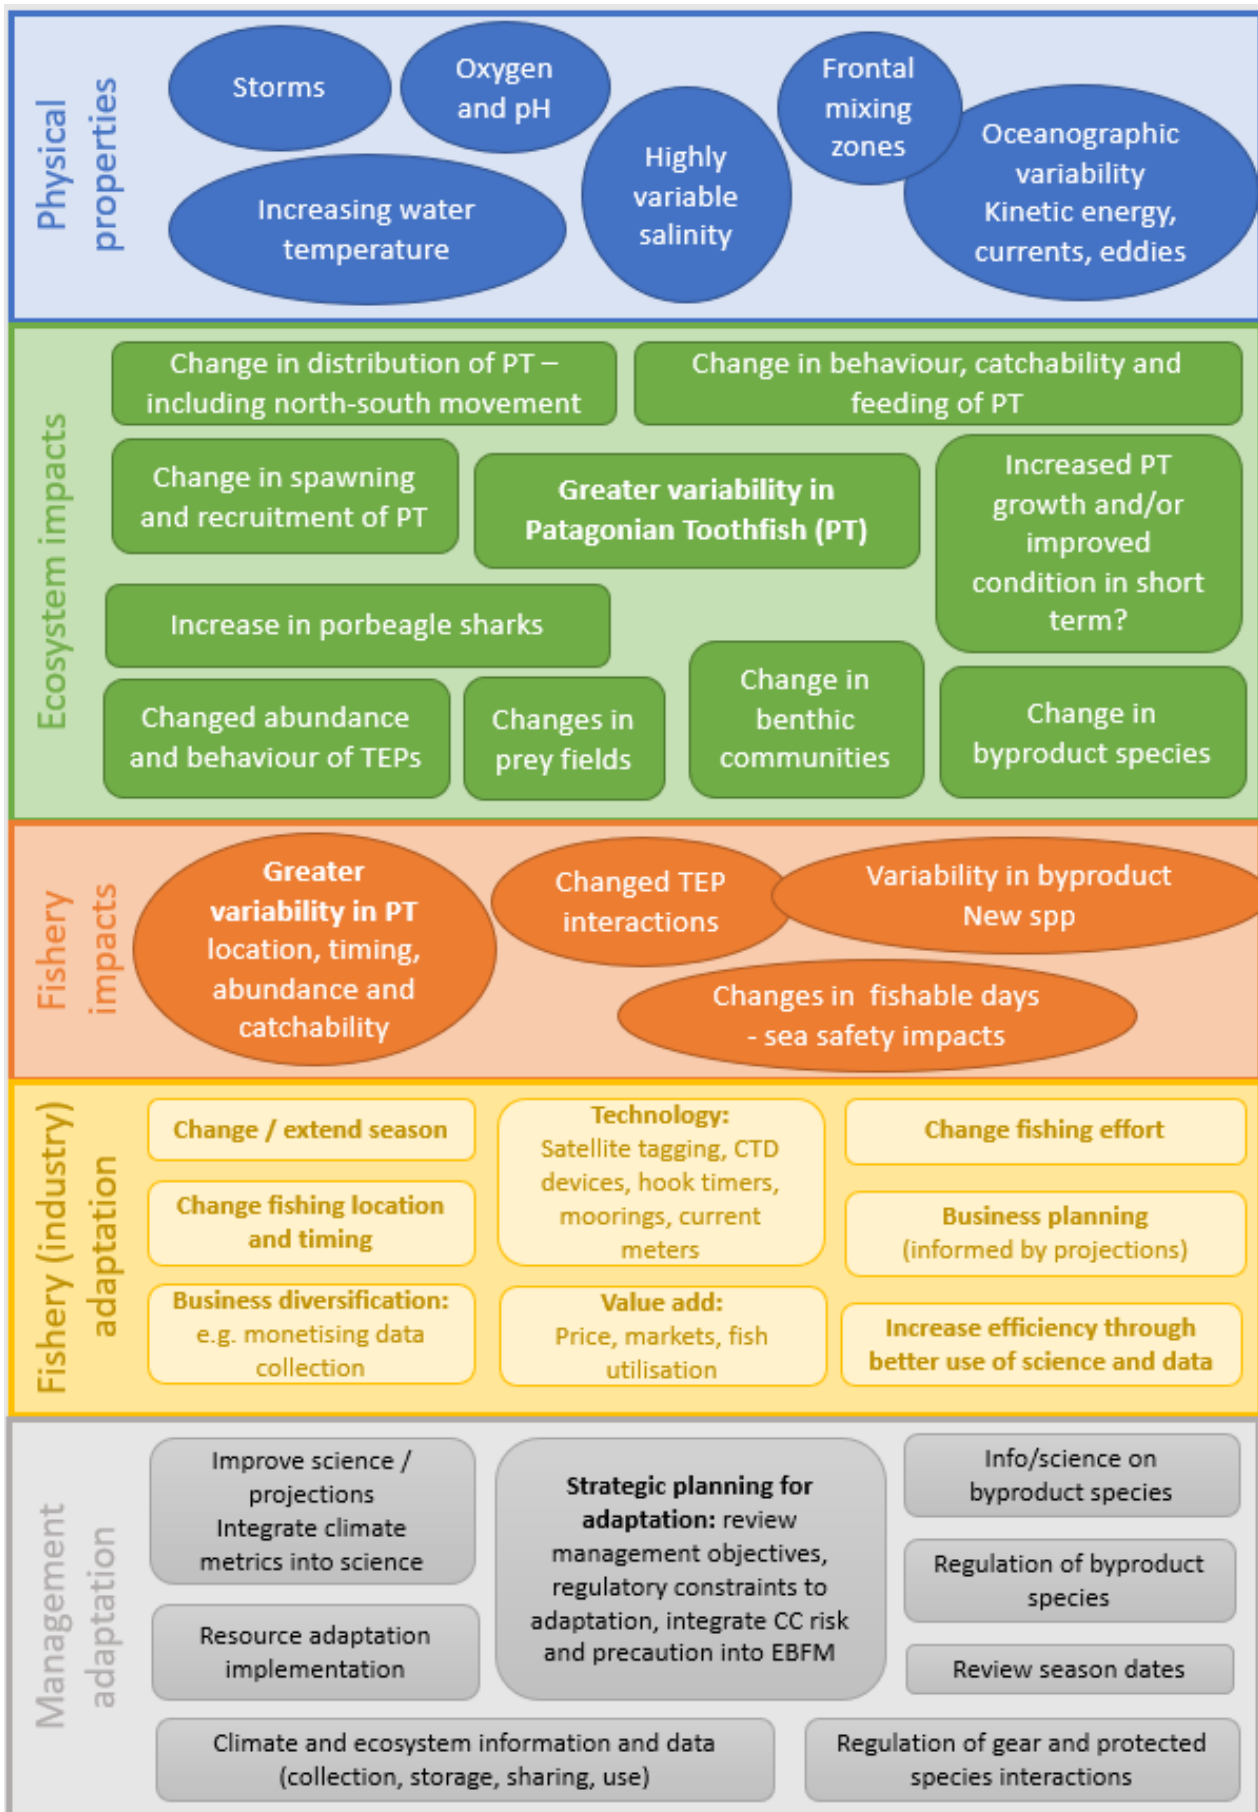 Physical
properties
Storms
Oxygen
and pH
Frontal
mixing
zones
Increasing water
temperature
Highly
variable
salinity
Oceanographic
variability
Kinetic energy,
currents, eddies
Ecosystem impacts
Change in distribution of PT –
including north-south movement
Change in behaviour, catchability and
feeding of PT
Change in spawning
and recruitment of PT
Greater variability in
Patagonian Toothfish (PT)
Increased PT
growth and/or
improved
condition in short
term?
Increase in porbeagle sharks
Changed abundance
and behaviour of TEPs
Changes in
prey fields
Change in
benthic
communities
Change in
byproduct species
Fishery
impacts
Greater
variability in PT
location, timing,
abundance and
catchability
Changed TEP
interactions
Variability in byproduct
New spp
Changes in fishable days
- sea safety impacts
Fishery (industry)
adaptation
Change / extend season
Technology:
Satellite tagging, CTD
devices, hook timers,
moorings, current
meters
Change fishing effort
Change fishing location
and timing
Business planning
(informed by projections)
Business diversification:
e.g. monetising data
collection
Value add:
Price, markets, fish
utilisation
Increase efficiency through
better use of science and data
Management
adaptation
Improve science /
projections
Integrate climate
metrics into science
Strategic planning for
adaptation: review
management objectives,
regulatory constraints to
adaptation, integrate CC risk
and precaution into EBFM
Info/science on
byproduct species
Regulation of byproduct
species
Resource adaptation
implementation
Review season dates
Climate and ecosystem information and data
(collection, storage, sharing, use)
Regulation of gear and protected
species interactions